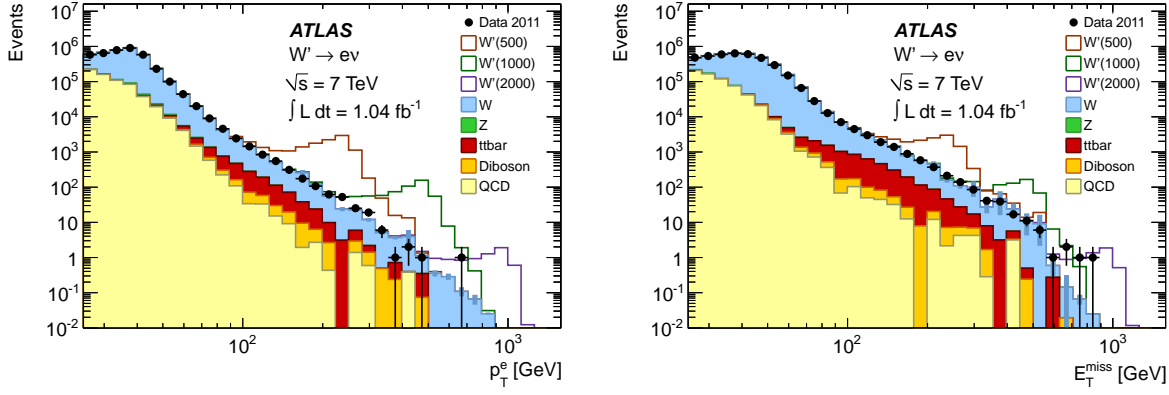 Events
10⁶
10⁵
10⁴
10³
10²
10
1
10⁻¹
10⁻²
ATLAS
W' → eν
√s = 7 TeV
∫ L dt = 1.04 fb⁻¹
Data 2011
W'(500)
W'(1000)
W'(2000)
W
Z
ttbar
Diboson
QCD
10² 10³
p_T^e [GeV]
Events
10⁷
10⁶
10⁵
10⁴
10³
10²
10
1
10⁻¹
10⁻²
ATLAS
W' → eν
√s = 7 TeV
∫ L dt = 1.04 fb⁻¹
Data 2011
W'(500)
W'(1000)
W'(2000)
W
Z
ttbar
Diboson
QCD
10² 10³
E_T^miss [GeV]